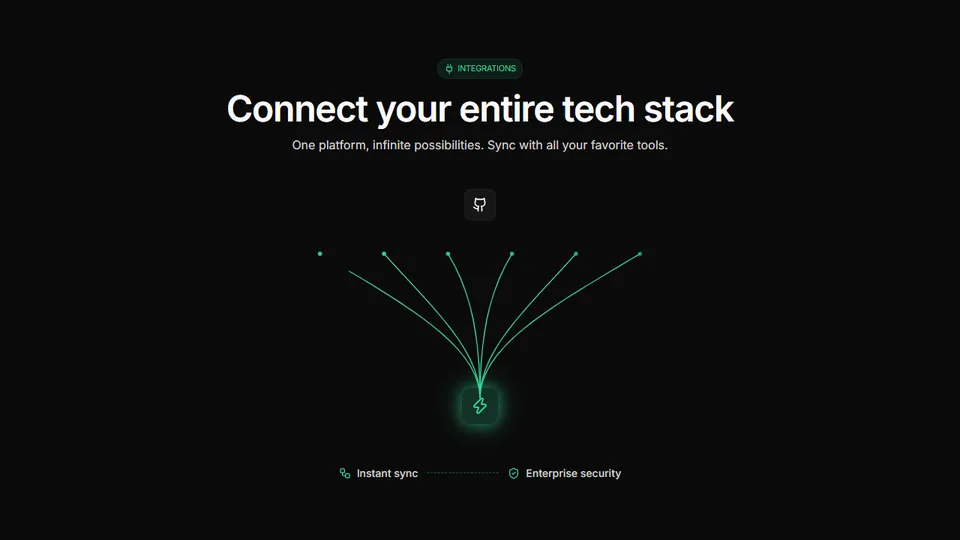 INTEGRATIONS
Connect your entire tech stack
One platform, infinite possibilities. Sync with all your favorite tools.
Instant sync
Enterprise security